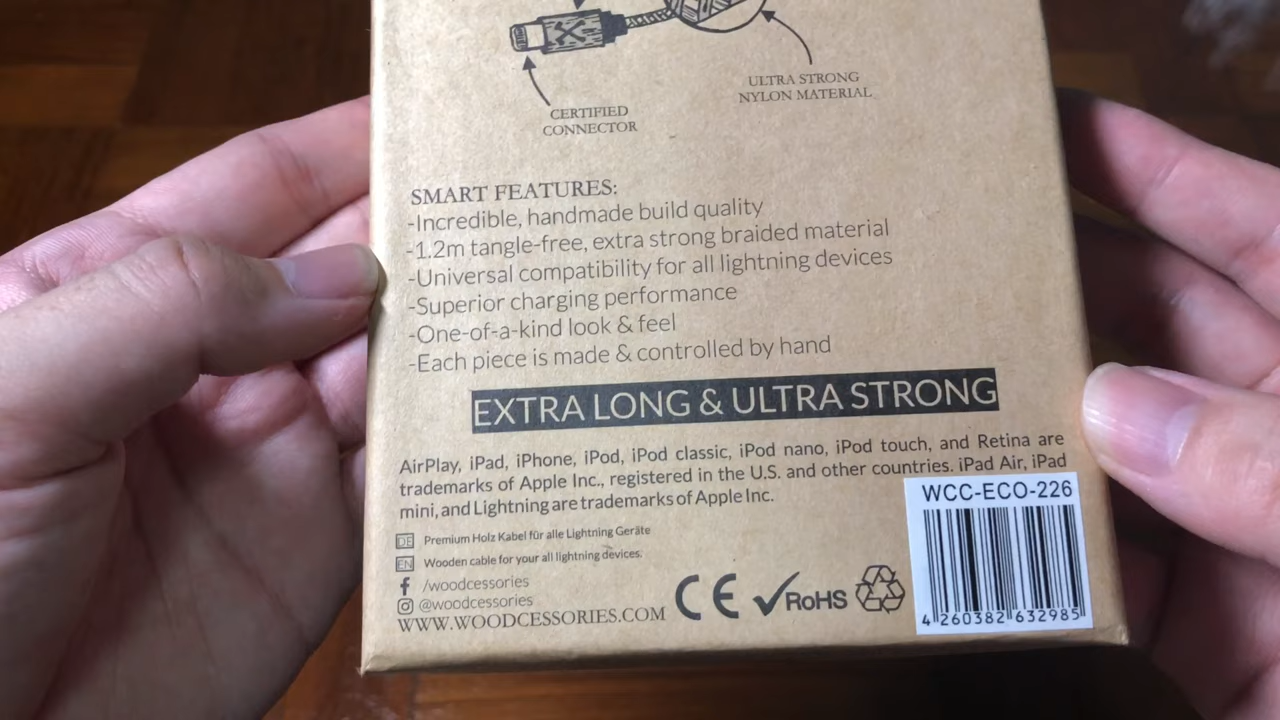 ULTRA STRONG
NYLON MATERIAL
CERTIFIED
CONNECTOR
SMART FEATURES:
-Incredible, handmade build quality
-1.2m tangle-free, extra strong braided material
-Universal compatibility for all lightning devices
-Superior charging performance
-One-of-a-kind look & feel
-Each piece is made & controlled by hand
EXTRA LONG & ULTRA STRONG
AirPlay, iPad, iPhone, iPod, iPod classic, iPod nano, iPod touch, and Retina are
trademarks of Apple Inc., registered in the U.S. and other countries. iPad Air, iPad
mini, and Lightning are trademarks of Apple Inc.
DE Premium Holz Kabel für alle Lightning Geräte
EN Wooden cable for your all lightning devices.
/woodcessories
@woodcessories
WWW.WOODCESSORIES.COM
CE
RoHS
WCC-ECO-226
4 260382 632985